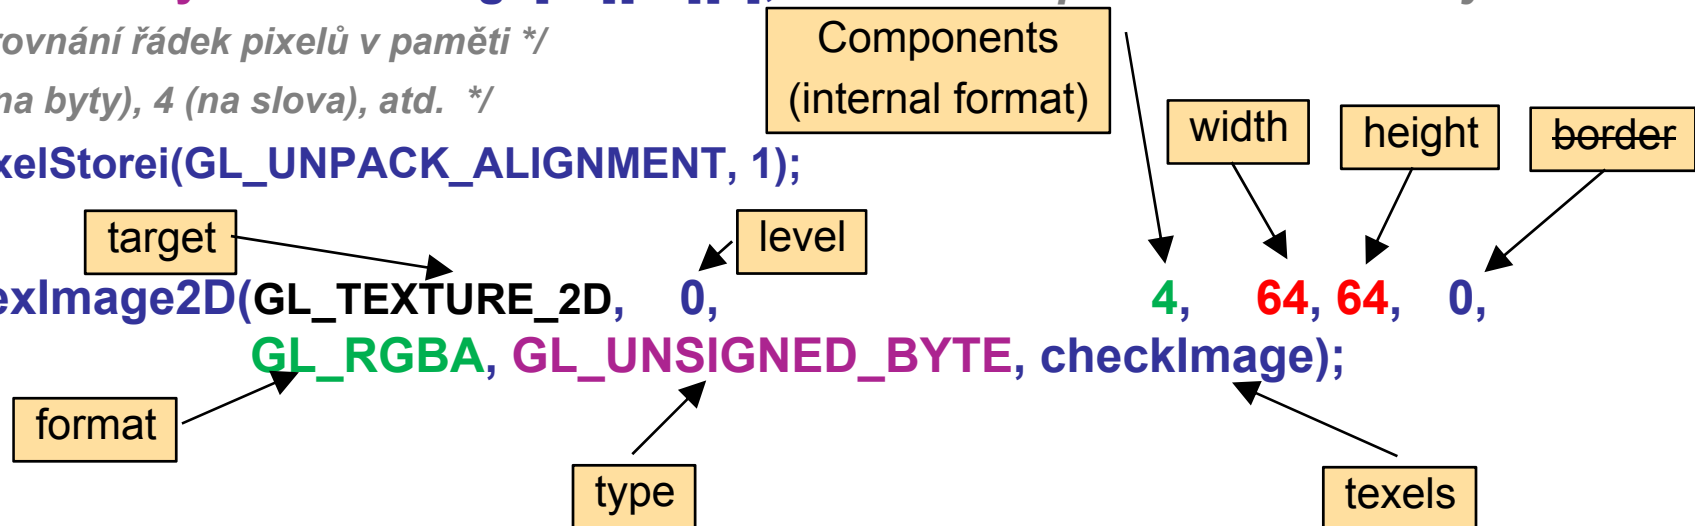 rovnání řádek pixelů v paměti */
na byty), 4 (na slova), atd. */
xelStorei(GL_UNPACK_ALIGNMENT, 1);
Components
(internal format)
width
height
border
target
level
exImage2D(GL_TEXTURE_2D, 0, 4, 64, 64, 0,
GL_RGBA, GL_UNSIGNED_BYTE, checkImage);
format
type
texels